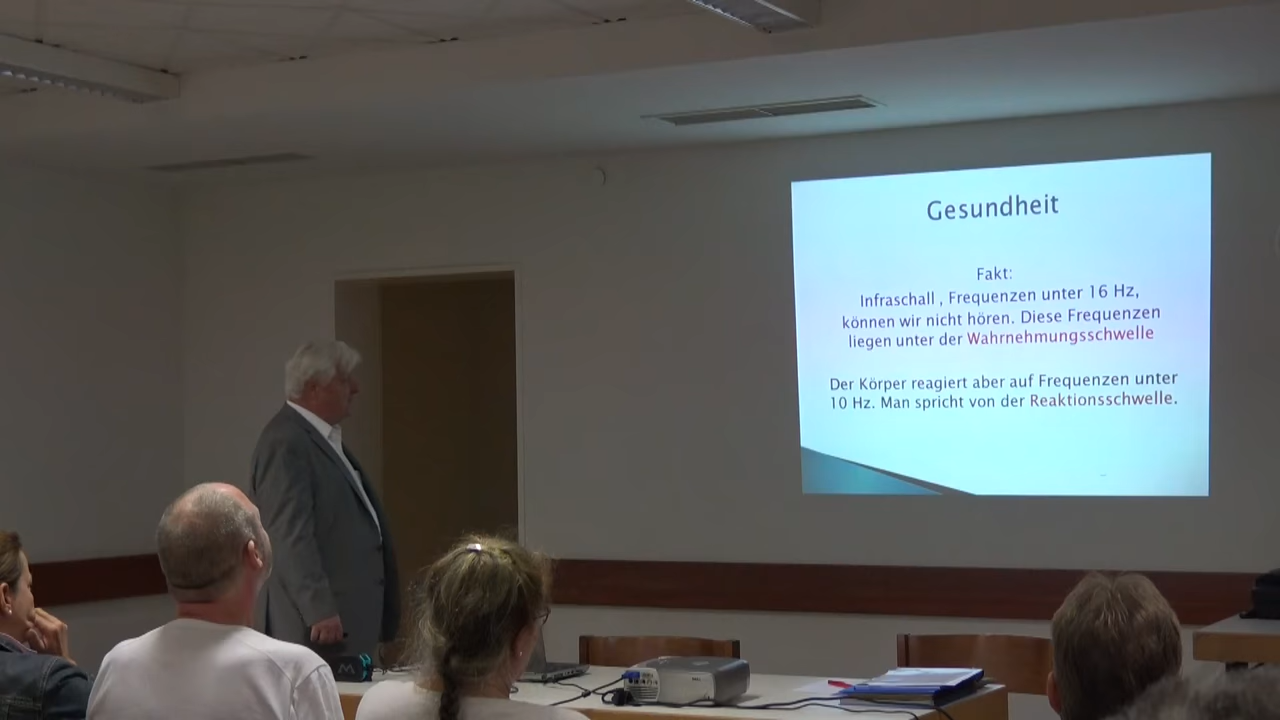 Gesundheit
Fakt:
Infraschall , Frequenzen unter 16 Hz,
können wir nicht hören. Diese Frequenzen
liegen unter der Wahrnehmungsschwelle
Der Körper reagiert aber auf Frequenzen unter
10 Hz. Man spricht von der Reaktionsschwelle.